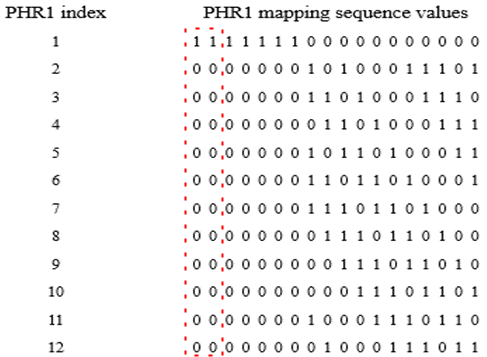 PHR1 index PHR1 mapping sequence values
1 1 1 1 1 1 1 1 0 0 0 0 0 0 0 0 0 0 0
2 0 0 0 0 0 0 0 1 0 1 0 0 0 1 1 1 0 1
3 0 0 0 0 0 0 0 1 1 0 1 0 0 0 1 1 1 0
4 0 0 0 0 0 0 0 0 1 1 0 1 0 0 0 1 1 1
5 0 0 0 0 0 0 0 1 0 1 1 0 1 0 0 0 1 1
6 0 0 0 0 0 0 0 1 1 0 1 1 0 1 0 0 0 1
7 0 0 0 0 0 0 0 1 1 1 0 1 1 0 1 0 0 0
8 0 0 0 0 0 0 0 0 1 1 1 0 1 1 0 1 0 0
9 0 0 0 0 0 0 0 0 0 1 1 1 0 1 1 0 1 0
10 0 0 0 0 0 0 0 0 0 0 1 1 1 0 1 1 0 1
11 0 0 0 0 0 0 0 1 0 0 0 1 1 1 0 1 1 0
12 0 0 0 0 0 0 0 0 1 0 0 0 1 1 1 0 1 1